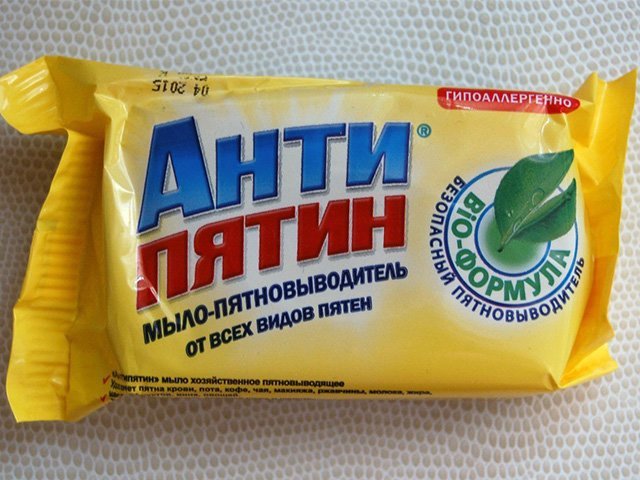 04 2015
ГИПОАЛЛЕРГЕННО
АНТИ®
ПЯТИН
МЫЛО-ПЯТНОВЫВОДИТЕЛЬ
ОТ ВСЕХ ВИДОВ ПЯТЕН
BiO-ФОРМУЛА
БЕЗОПАСНЫЙ ПЯТНОВЫВОДИТЕЛЬ
«Антипятин» мыло хозяйственное пятновыводящее
пятна крови, пота, кофе, чая, макияжа, ржавчины, молока, жира,